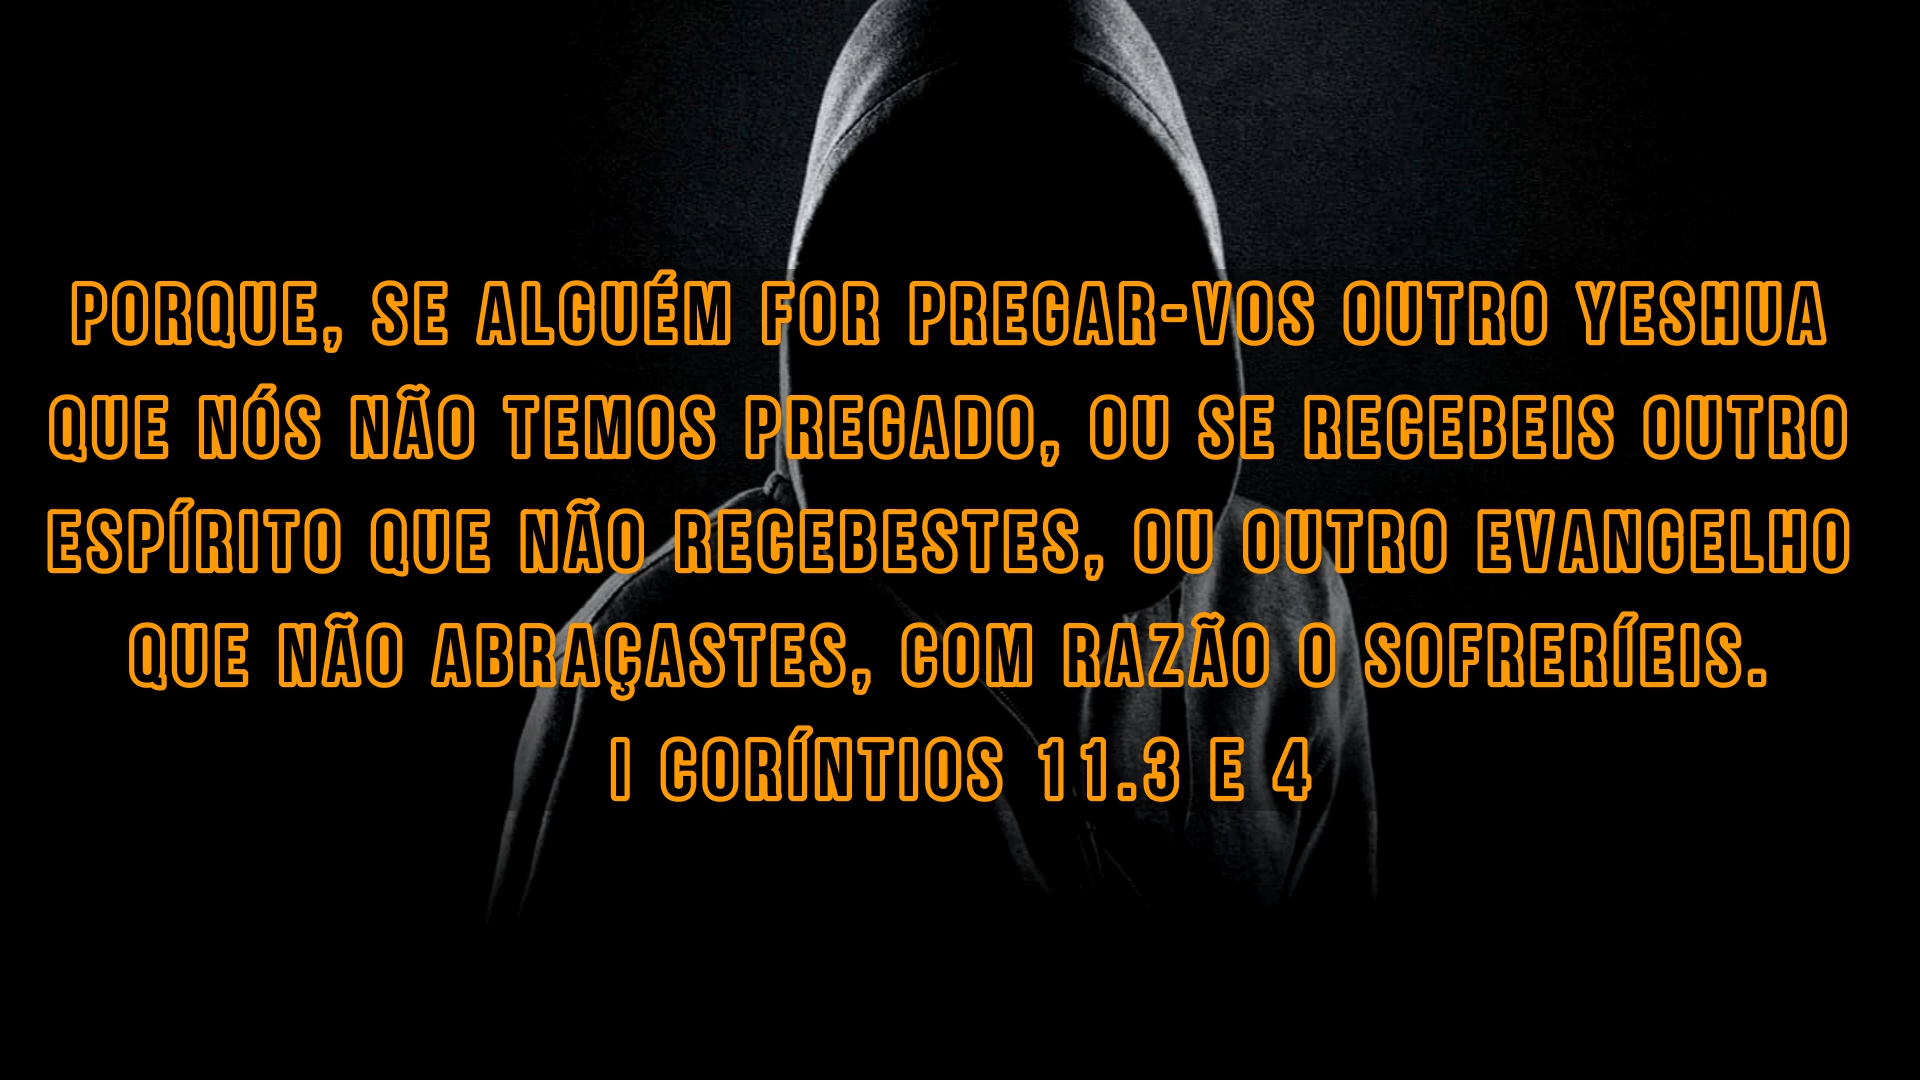 PORQUE, SE ALGUÉM FOR PREGAR-VOS OUTRO YESHUA
QUE NÓS NÃO TEMOS PREGADO, OU SE RECEBEIS OUTRO
ESPÍRITO QUE NÃO RECEBESTES, OU OUTRO EVANGELHO
QUE NÃO ABRAÇASTES, COM RAZÃO O SOFRERÍEIS.
I CORÍNTIOS 11.3 E 4